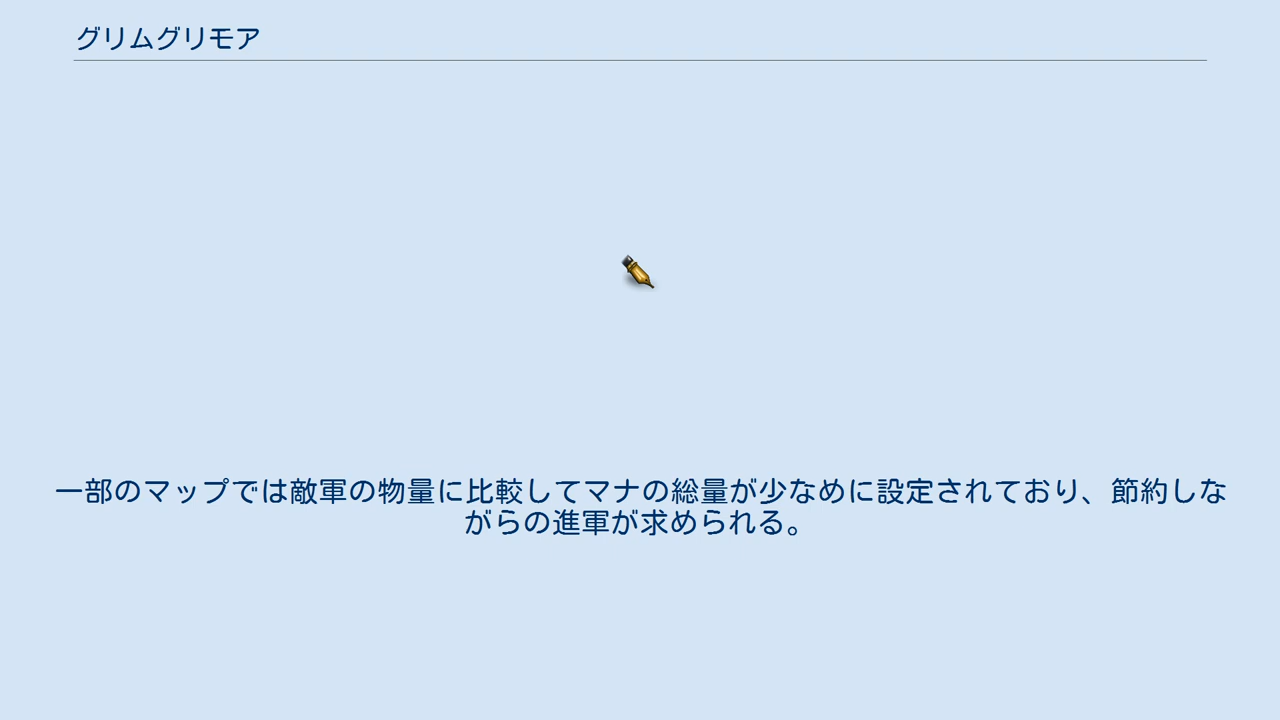 グリムグリモア
一部のマップでは敵軍の物量に比較してマナの総量が少なめに設定されており、節約しな
がらの進軍が求められる。